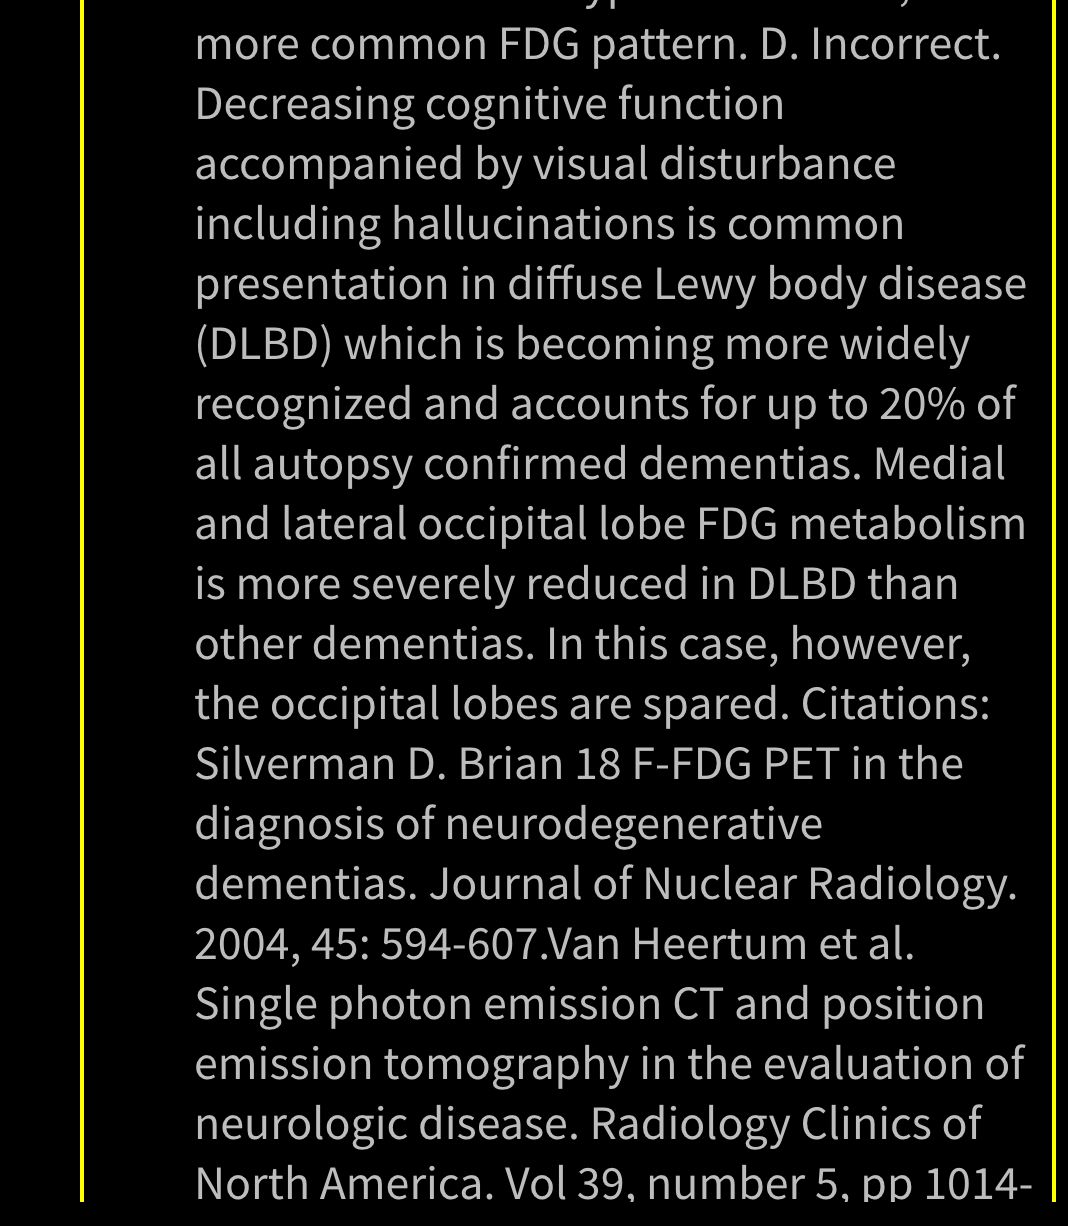 more common FDG pattern. D. Incorrect.
Decreasing cognitive function
accompanied by visual disturbance
including hallucinations is common
presentation in diffuse Lewy body disease
(DLBD) which is becoming more widely
recognized and accounts for up to 20% of
all autopsy confirmed dementias. Medial
and lateral occipital lobe FDG metabolism
is more severely reduced in DLBD than
other dementias. In this case, however,
the occipital lobes are spared. Citations:
Silverman D. Brian 18 F-FDG PET in the
diagnosis of neurodegenerative
dementias. Journal of Nuclear Radiology.
2004, 45: 594-607.Van Heertum et al.
Single photon emission CT and position
emission tomography in the evaluation of
neurologic disease. Radiology Clinics of
North America. Vol 39, number 5, pp 1014-